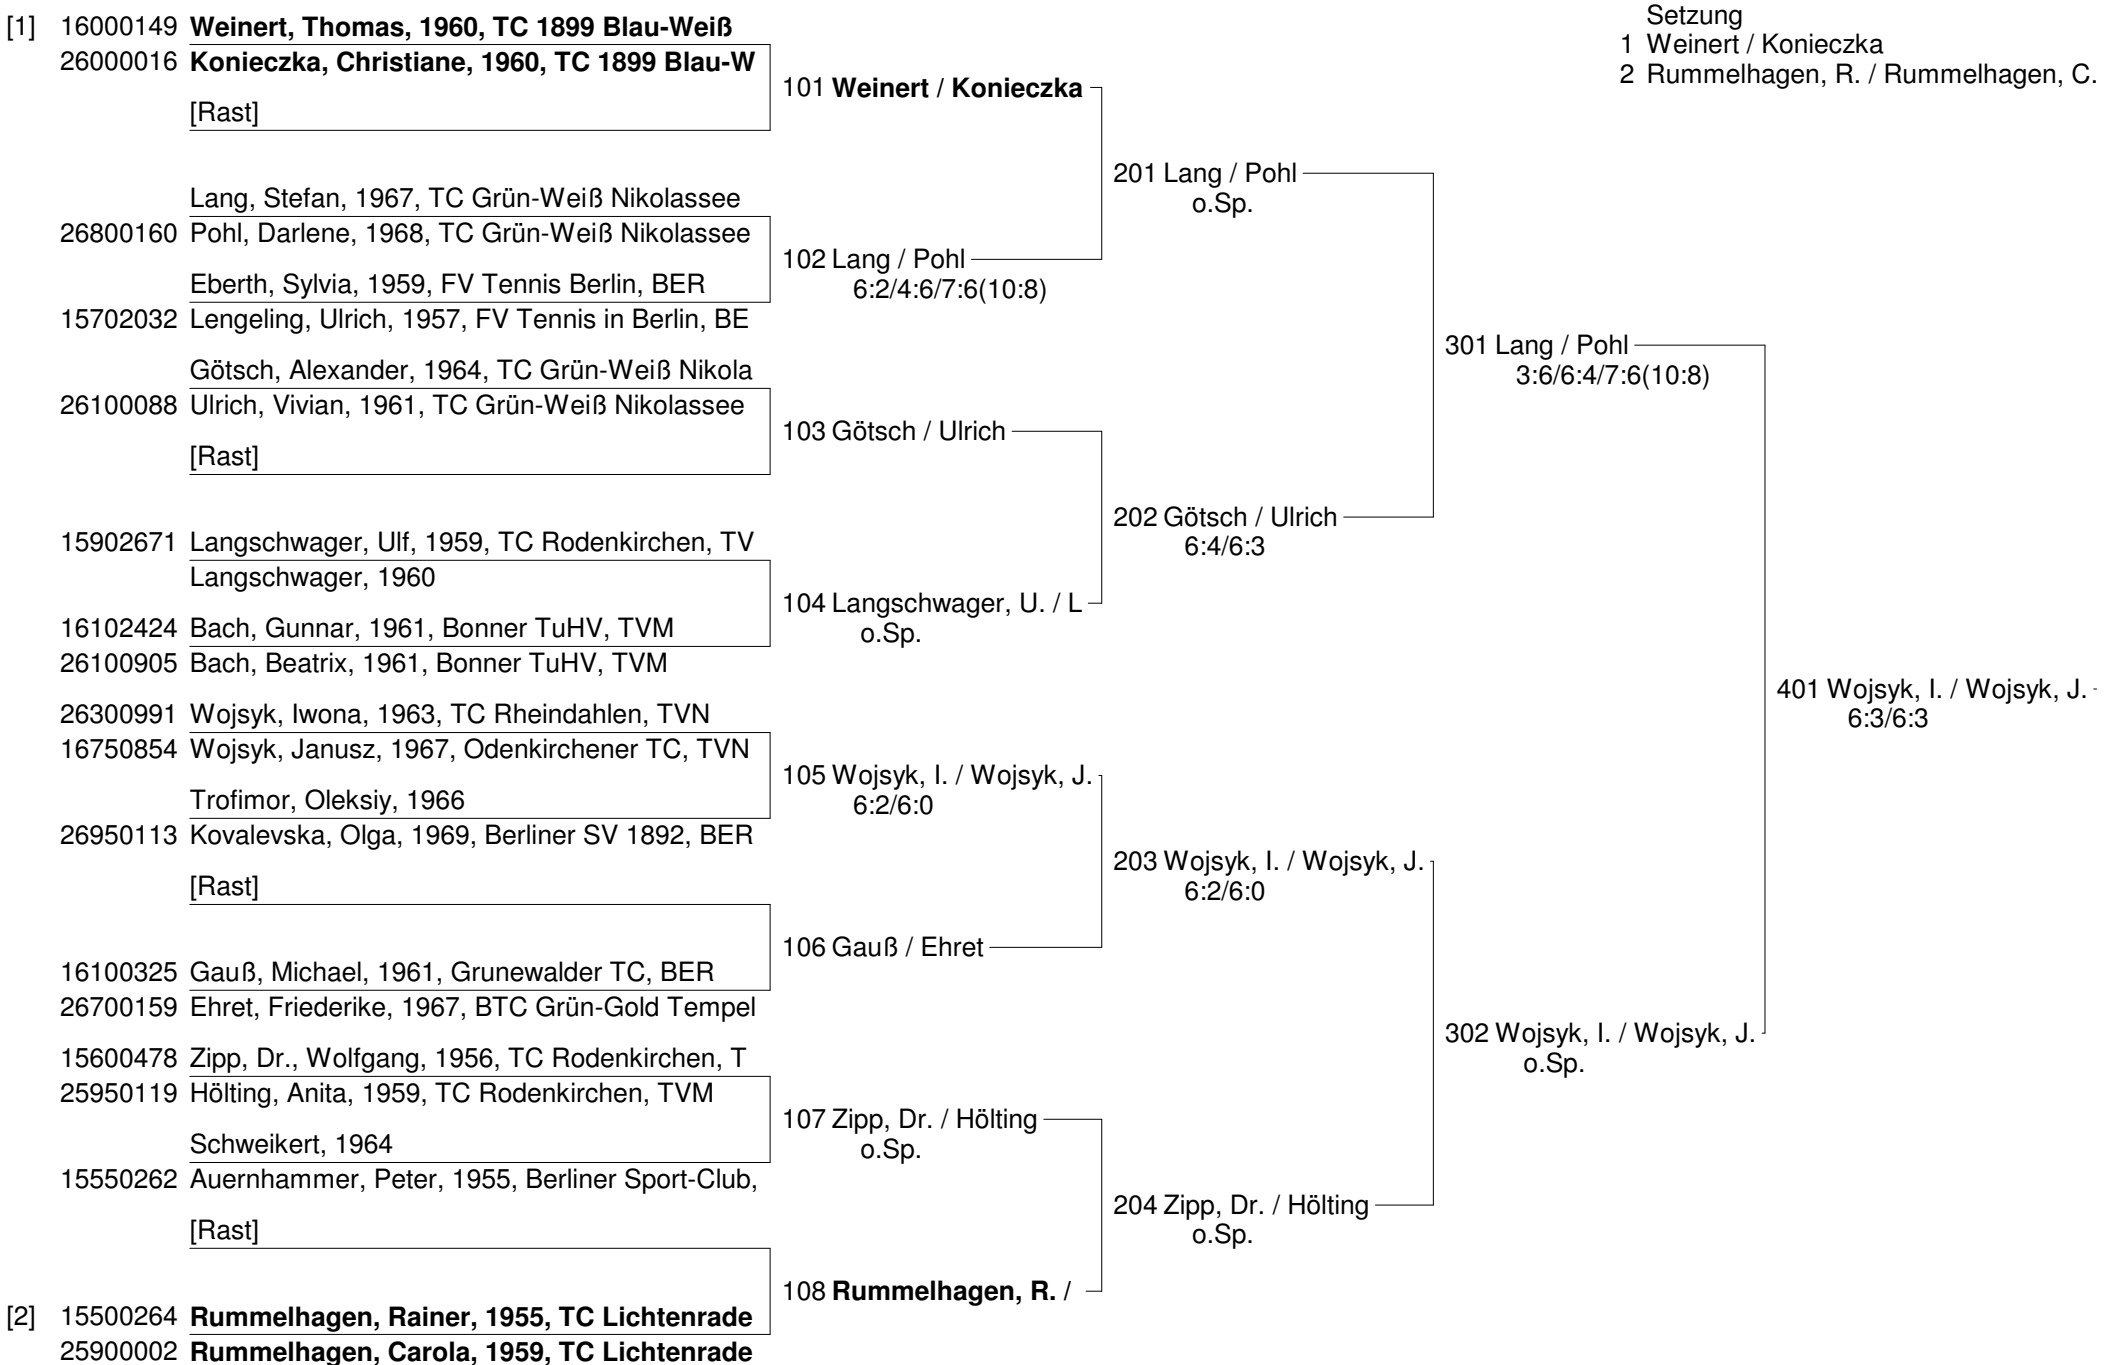 [1] 16000149 Weinert, Thomas, 1960, TC 1899 Blau-Weiß
26000016 Konieczka, Christiane, 1960, TC 1899 Blau-W
[Rast]
Lang, Stefan, 1967, TC Grün-Weiß Nikolassee
26800160 Pohl, Darlene, 1968, TC Grün-Weiß Nikolassee
Eberth, Sylvia, 1959, FV Tennis Berlin, BER
15702032 Lengeling, Ulrich, 1957, FV Tennis in Berlin, BE
Götsch, Alexander, 1964, TC Grün-Weiß Nikola
26100088 Ulrich, Vivian, 1961, TC Grün-Weiß Nikolassee
[Rast]
15902671 Langschwager, Ulf, 1959, TC Rodenkirchen, TV
Langschwager, 1960
16102424 Bach, Gunnar, 1961, Bonner TuHV, TVM
26100905 Bach, Beatrix, 1961, Bonner TuHV, TVM
26300991 Wojsyk, Iwona, 1963, TC Rheindahlen, TVN
16750854 Wojsyk, Janusz, 1967, Odenkirchener TC, TVN
Trofimor, Oleksiy, 1966
26950113 Kovalevska, Olga, 1969, Berliner SV 1892, BER
[Rast]
16100325 Gauß, Michael, 1961, Grunewalder TC, BER
26700159 Ehret, Friederike, 1967, BTC Grün-Gold Tempel
15600478 Zipp, Dr., Wolfgang, 1956, TC Rodenkirchen, T
25950119 Hölting, Anita, 1959, TC Rodenkirchen, TVM
Schweikert, 1964
15550262 Auernhammer, Peter, 1955, Berliner Sport-Club,
[Rast]
[2] 15500264 Rummelhagen, Rainer, 1955, TC Lichtenrade
25900002 Rummelhagen, Carola, 1959, TC Lichtenrade
101 Weinert / Konieczka
102 Lang / Pohl
6:2/4:6/7:6(10:8)
103 Götsch / Ulrich
104 Langschwager, U. / L
o.Sp.
105 Wojsyk, I. / Wojsyk, J.
6:2/6:0
106 Gauß / Ehret
107 Zipp, Dr. / Hölting
o.Sp.
108 Rummelhagen, R. /
201 Lang / Pohl
o.Sp.
202 Götsch / Ulrich
6:4/6:3
203 Wojsyk, I. / Wojsyk, J.
6:2/6:0
204 Zipp, Dr. / Hölting
o.Sp.
301 Lang / Pohl
3:6/6:4/7:6(10:8)
302 Wojsyk, I. / Wojsyk, J.
o.Sp.
401 Wojsyk, I. / Wojsyk, J.
6:3/6:3
Setzung
1 Weinert / Konieczka
2 Rummelhagen, R. / Rummelhagen, C.